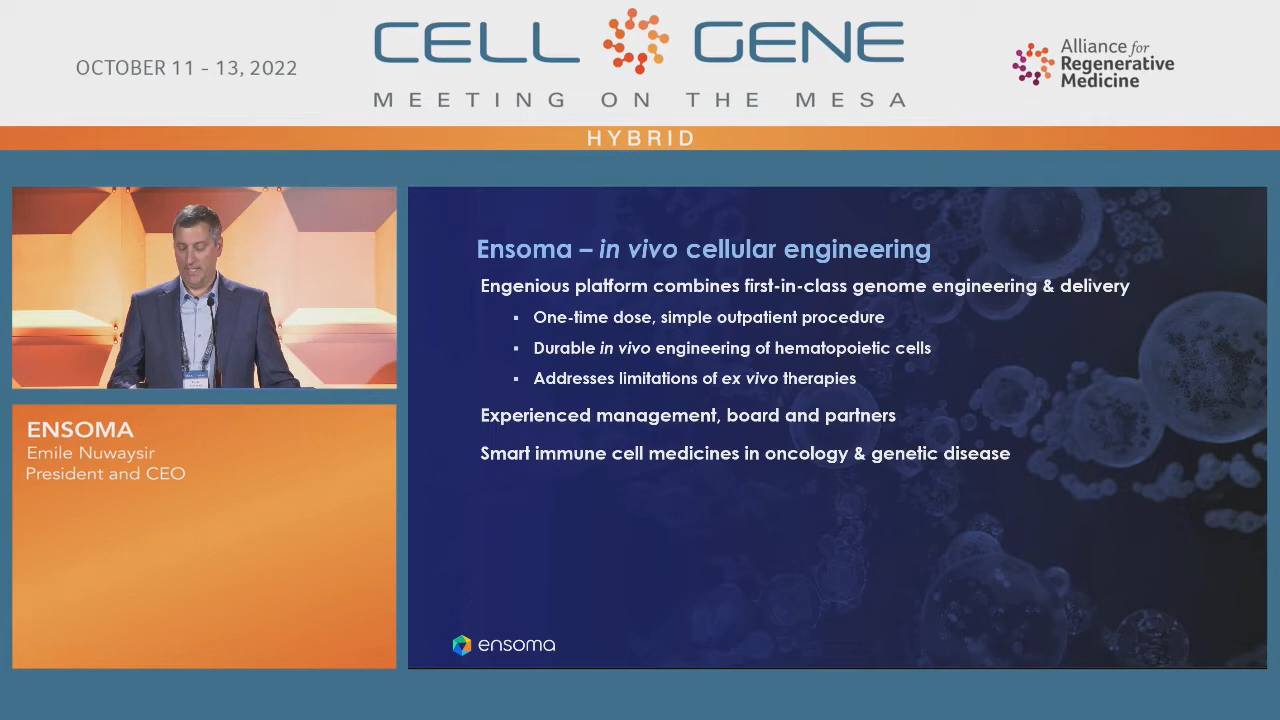 OCTOBER 11 - 13, 2022
CELL GENE
MEETING ON THE MESA
Alliance for
Regenerative
Medicine
HYBRID
ENSOMA
Emile Nuwaysir
President and CEO
Ensoma – in vivo cellular engineering
Engenious platform combines first-in-class genome engineering & delivery
▪ One-time dose, simple outpatient procedure
▪ Durable in vivo engineering of hematopoietic cells
▪ Addresses limitations of ex vivo therapies
Experienced management, board and partners
Smart immune cell medicines in oncology & genetic disease
ensoma